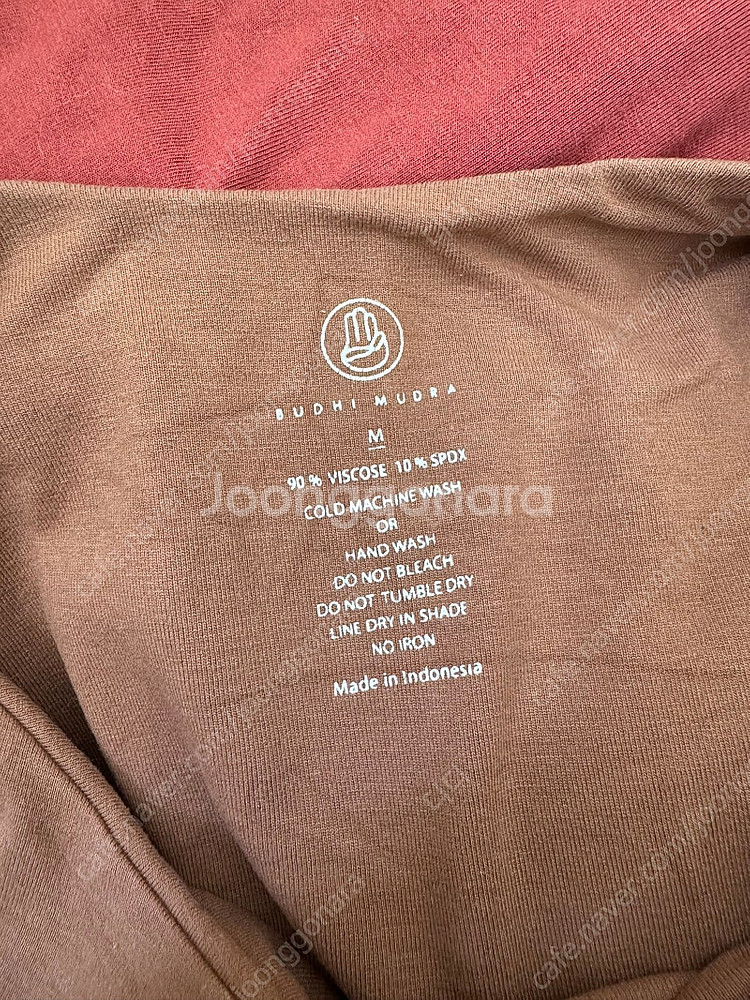 BUDHI MUDRA
M
90 % VISCOSE 10 % SPDX
COLD MACHINE WASH
Joonggonara
OR
HAND WASH
DO NOT BLEACH
DO NOT TUMBLE DRY
LINE DRY IN SHADE
NO IRON
Made in Indonesia